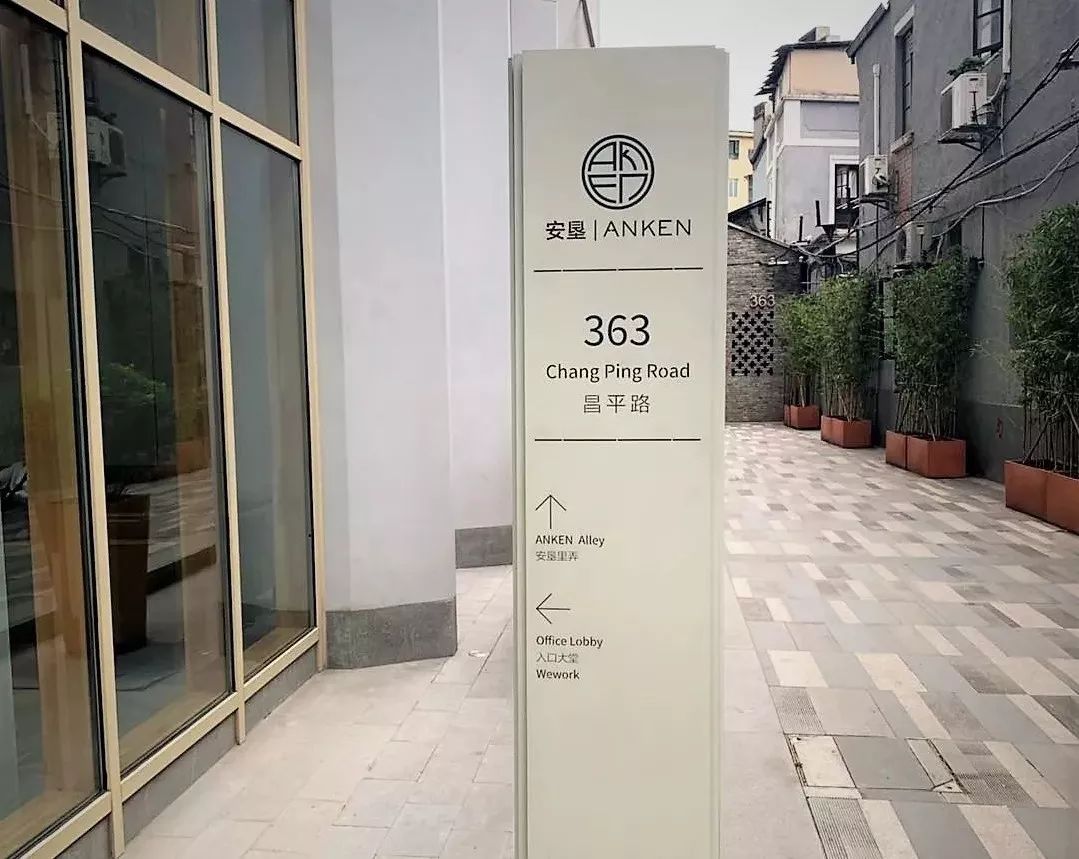 AKEN
安垦 | ANKEN
363
Chang Ping Road
昌平路
363
ANKEN Alley
安垦里弄
Office Lobby
入口大堂
Wework